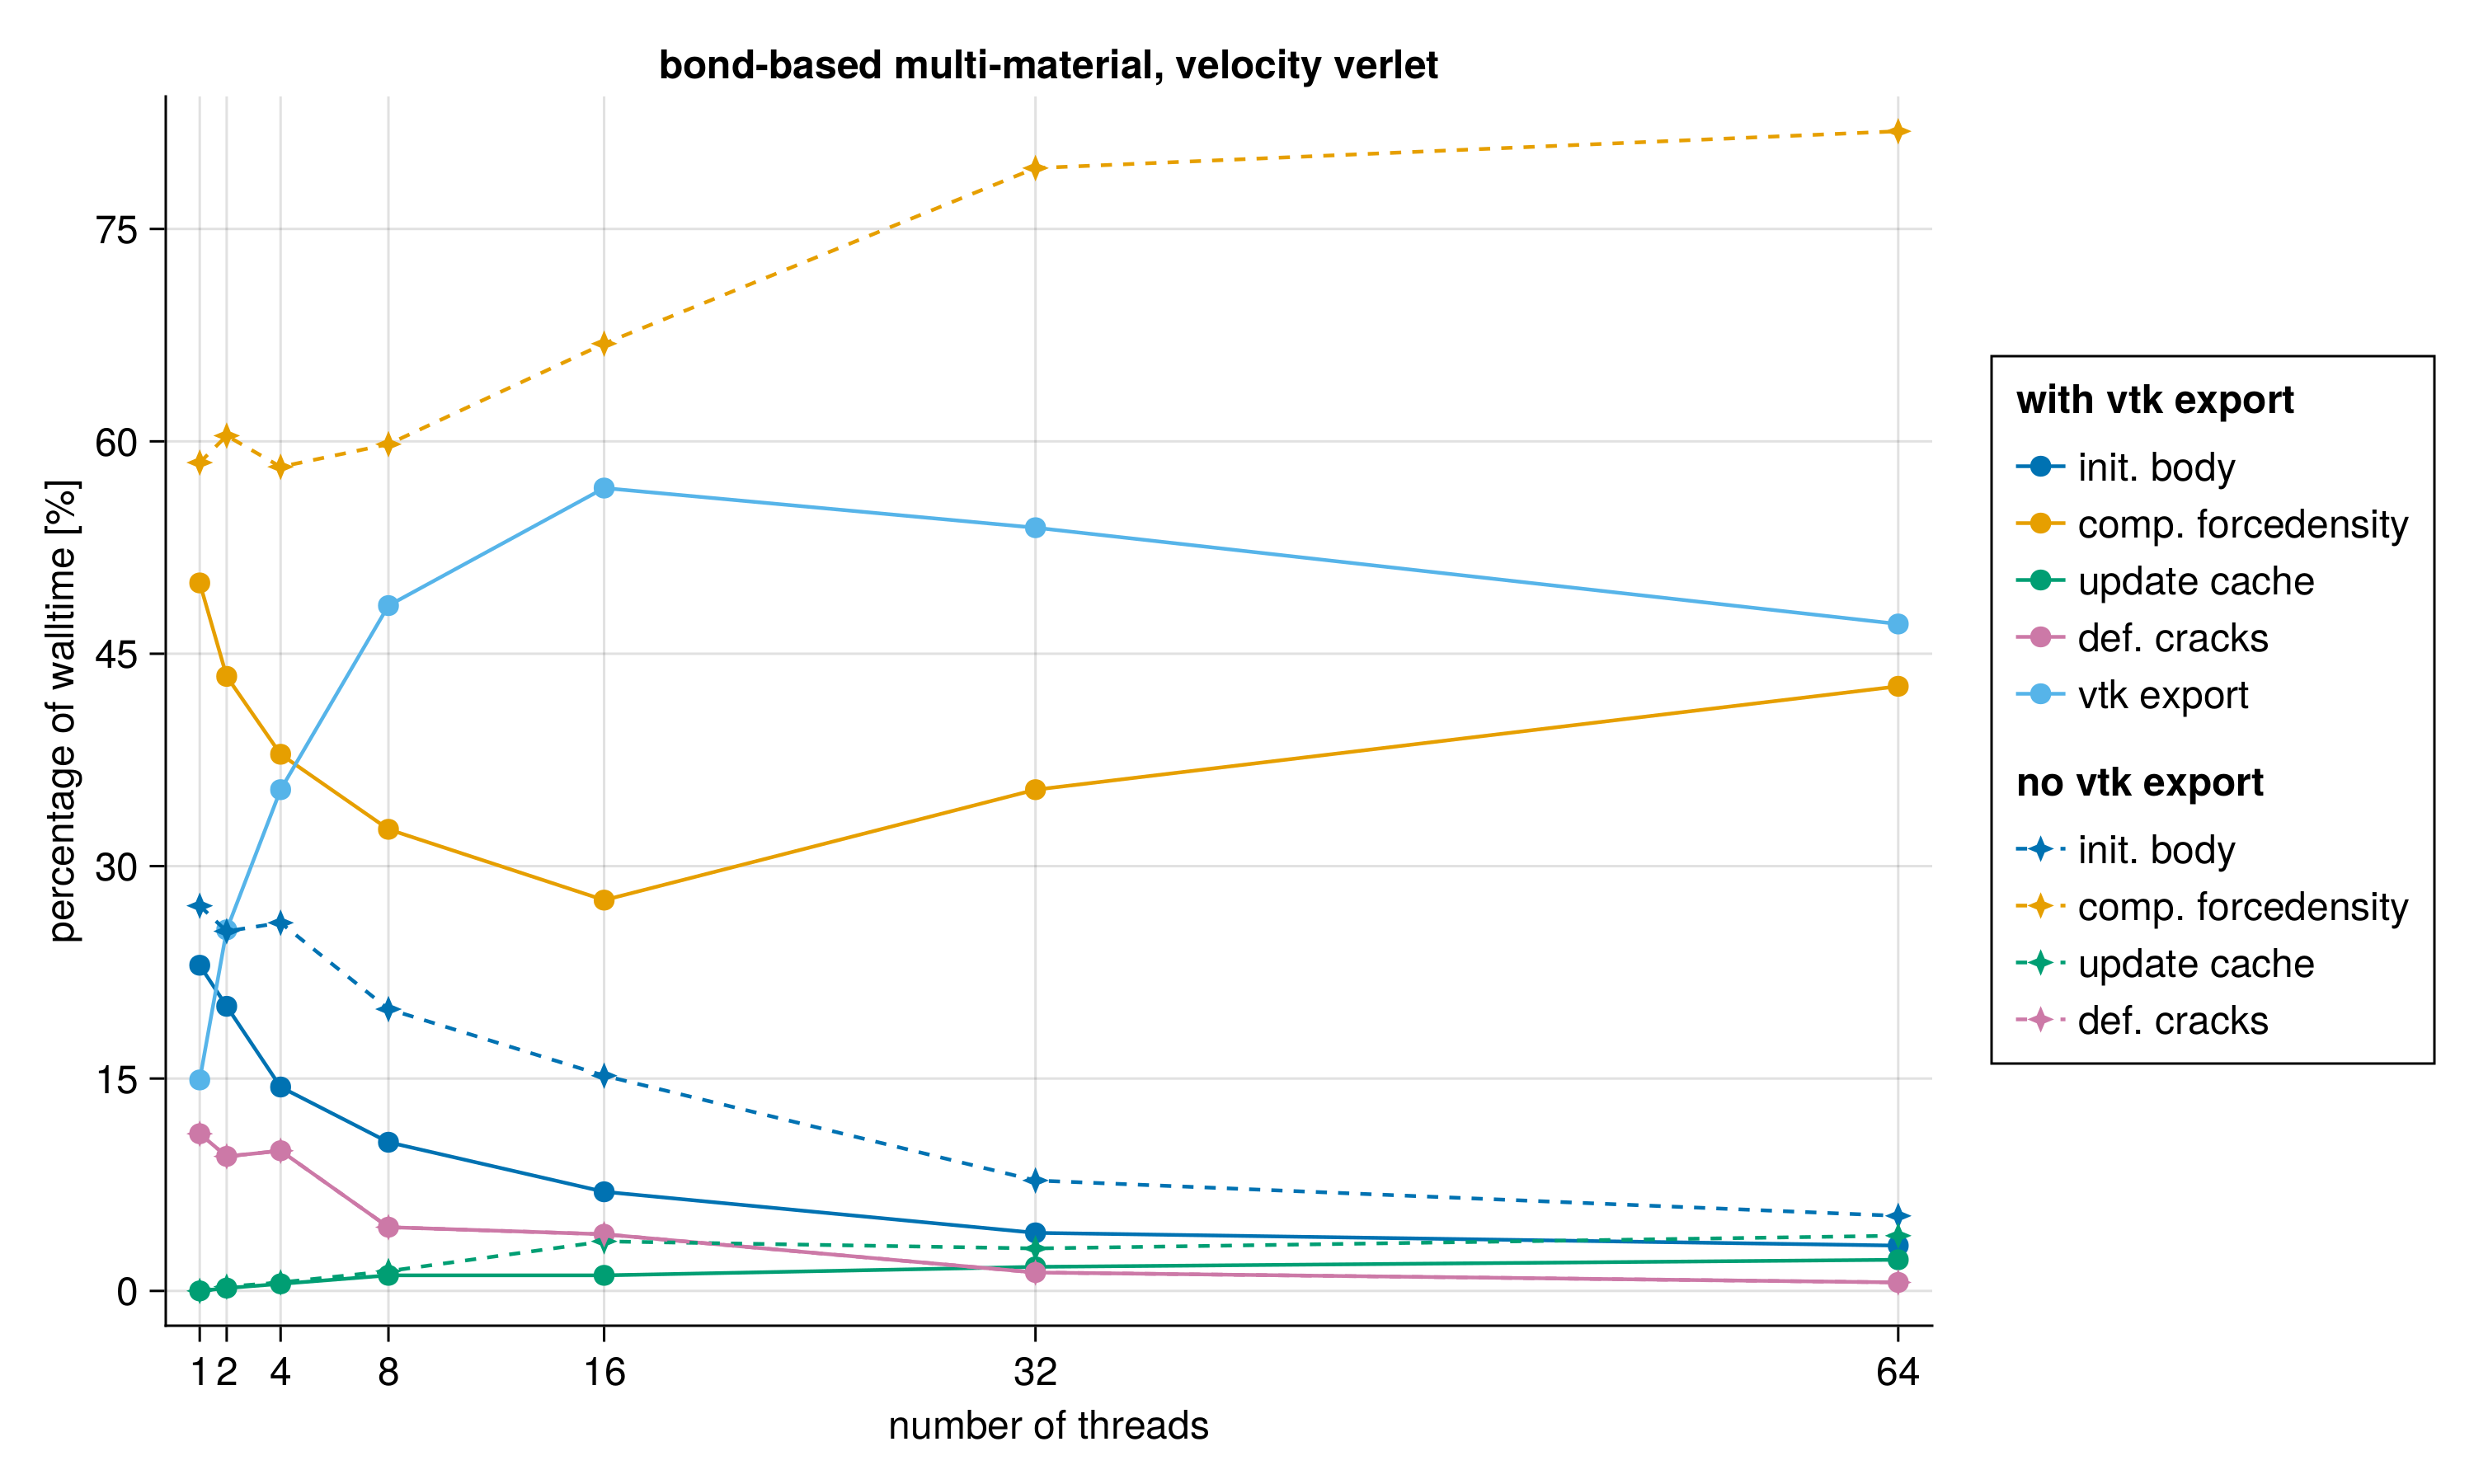 bond-based multi-material, velocity verlet
percentage of walltime [%]
75
60
45
30
15
0
1 2 4 8 16 32 64
number of threads
with vtk export
init. body
comp. forcedensity
update cache
def. cracks
vtk export
no vtk export
init. body
comp. forcedensity
update cache
def. cracks